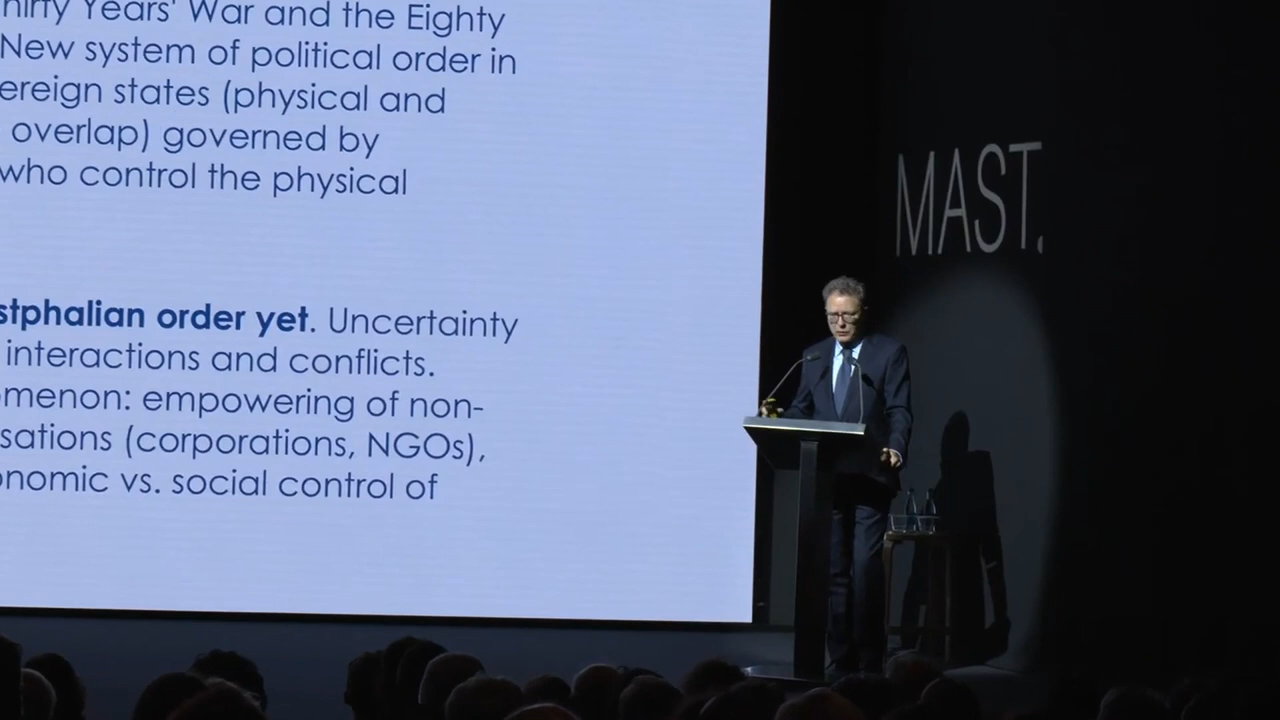 Thirty Years' War and the Eighty
New system of political order in
ereign states (physical and
overlap) governed by
who control the physical
stphalian order yet. Uncertainty
interactions and conflicts.
omenon: empowering of non-
sations (corporations, NGOs),
onomic vs. social control of
MAST.